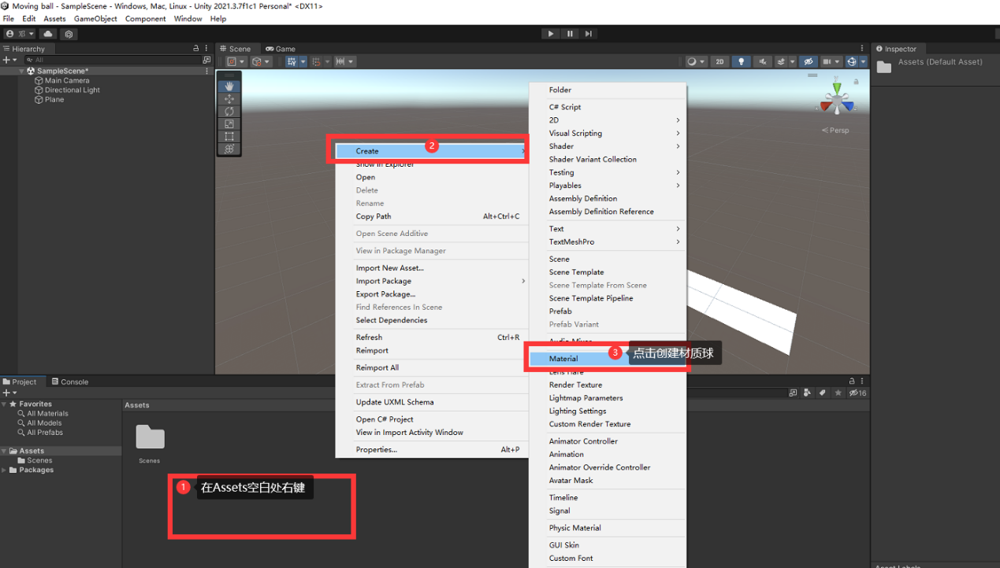 Moving ball - SampleScene - Windows, Mac, Linux - Unity 2021.3.7f1c1 Personal* <DX11>
File Edit Assets GameObject Component Window Help
Hierarchy
All
SampleScene*
Main Camera
Directional Light
Plane
Scene Game
2D
Persp
Inspector
Assets (Default Asset)
2
Create
Show in Explorer
Open
Delete
Rename
Copy Path Alt+Ctrl+C
Open Scene Additive
View in Package Manager
Import New Asset...
Import Package
Export Package...
Find References In Scene
Select Dependencies
Refresh Ctrl+R
Reimport
Reimport All
Extract From Prefab
Update UXML Schema
Open C# Project
View in Import Activity Window
Properties... Alt+P
Folder
C# Script
2D
Visual Scripting
Shader
Shader Variant Collection
Testing
Playables
Assembly Definition
Assembly Definition Reference
Text
TextMeshPro
Scene
Scene Template
Scene Template From Scene
Scene Template Pipeline
Prefab
Prefab Variant
Audio Mixer
Material
3 点击创建材质球
Lens Flare
Render Texture
Lightmap Parameters
Lighting Settings
Custom Render Texture
Animator Controller
Animation
Animator Override Controller
Avatar Mask
Timeline
Signal
Physic Material
GUI Skin
Custom Font
Project Console
16
Favorites
All Materials
All Models
All Prefabs
Assets
Scenes
Packages
Assets
Scenes
1 在Assets空白处右键
Asset Labels